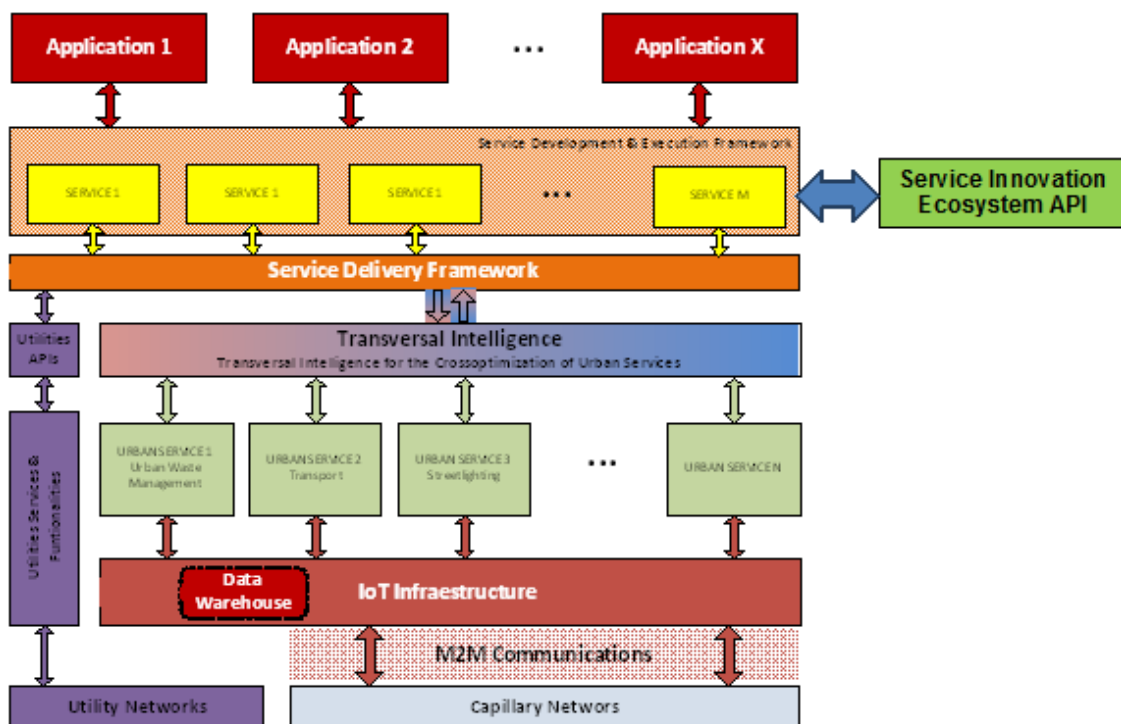 Application 1
Application 2
...
Application X
Service Development & Execution Framework
SERVICE 1
SERVICE 1
SERVICE 1
...
SERVICE M
Service Innovation
Ecosystem API
Service Delivery Framework
Utilities
APIs
Transversal Intelligence
Transversal Intelligence for the Crossoptimization of Urban Services
Utilities Services &
Funtionalities
URBAN SERVICE 1
Urban Waste
Management
URBAN SERVICE 2
Transport
URBAN SERVICE 3
Streetlighting
...
URBAN SERVICE N
Data
Warehouse
IoT Infraestructure
M2M Communications
Utility Networks
Capillary Networs